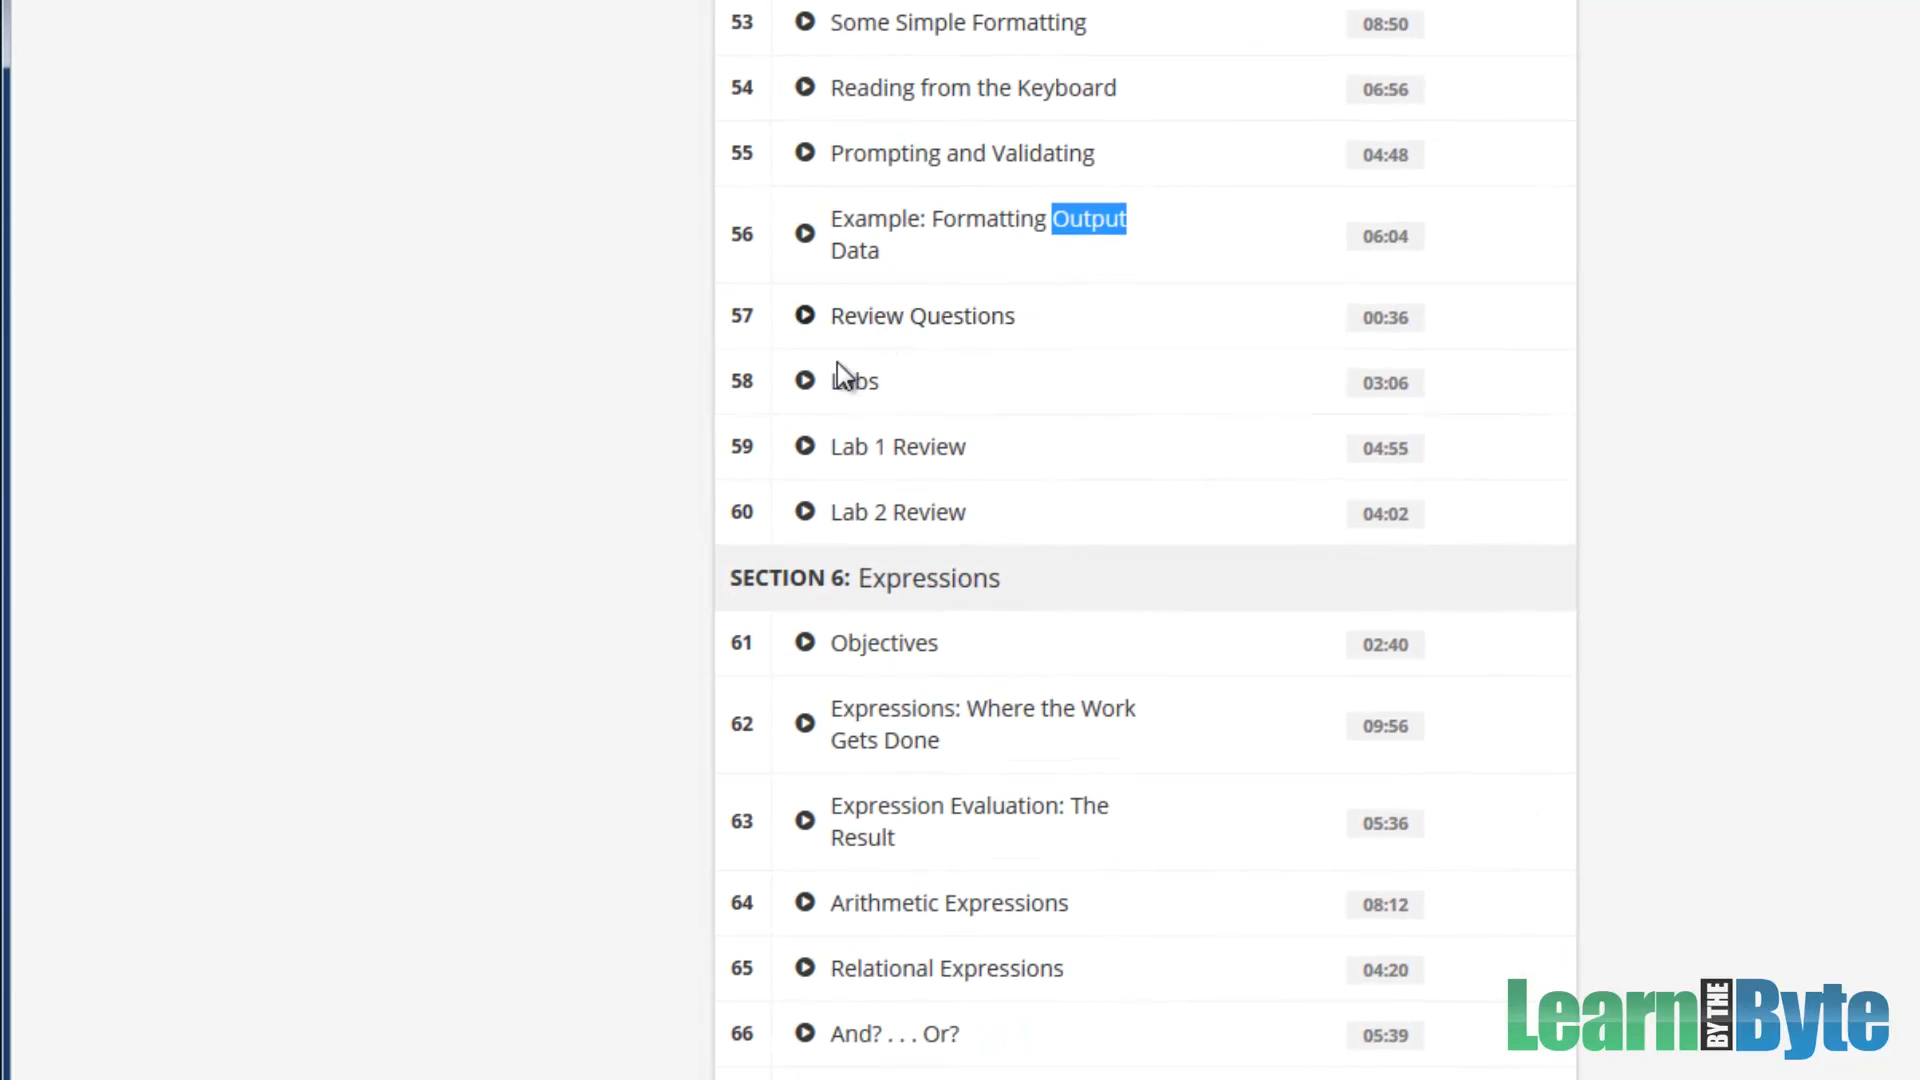 53 Some Simple Formatting 08:50
54 Reading from the Keyboard 06:56
55 Prompting and Validating 04:48
56 Example: Formatting Output
Data 06:04
57 Review Questions 00:36
58 Labs 03:06
59 Lab 1 Review 04:55
60 Lab 2 Review 04:02
SECTION 6: Expressions
61 Objectives 02:40
62 Expressions: Where the Work
Gets Done 09:56
63 Expression Evaluation: The
Result 05:36
64 Arithmetic Expressions 08:12
65 Relational Expressions 04:20
66 And? . . . Or? 05:39
Learn BY THE Byte